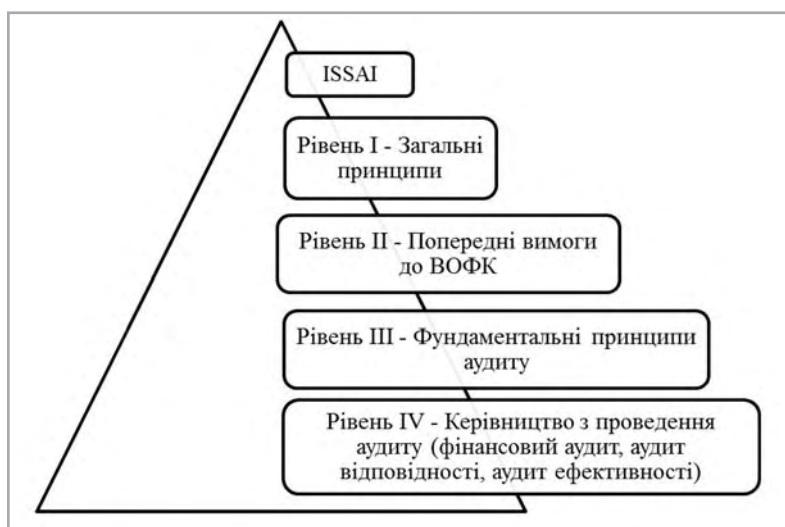 ISSAI
Рівень I - Загальні
принципи
Рівень II - Попередні вимоги
до ВОФК
Рівень III - Фундаментальні принципи
аудиту
Рівень IV - Керівництво з проведення
аудиту (фінансовий аудит, аудит
відповідності, аудит ефективності)